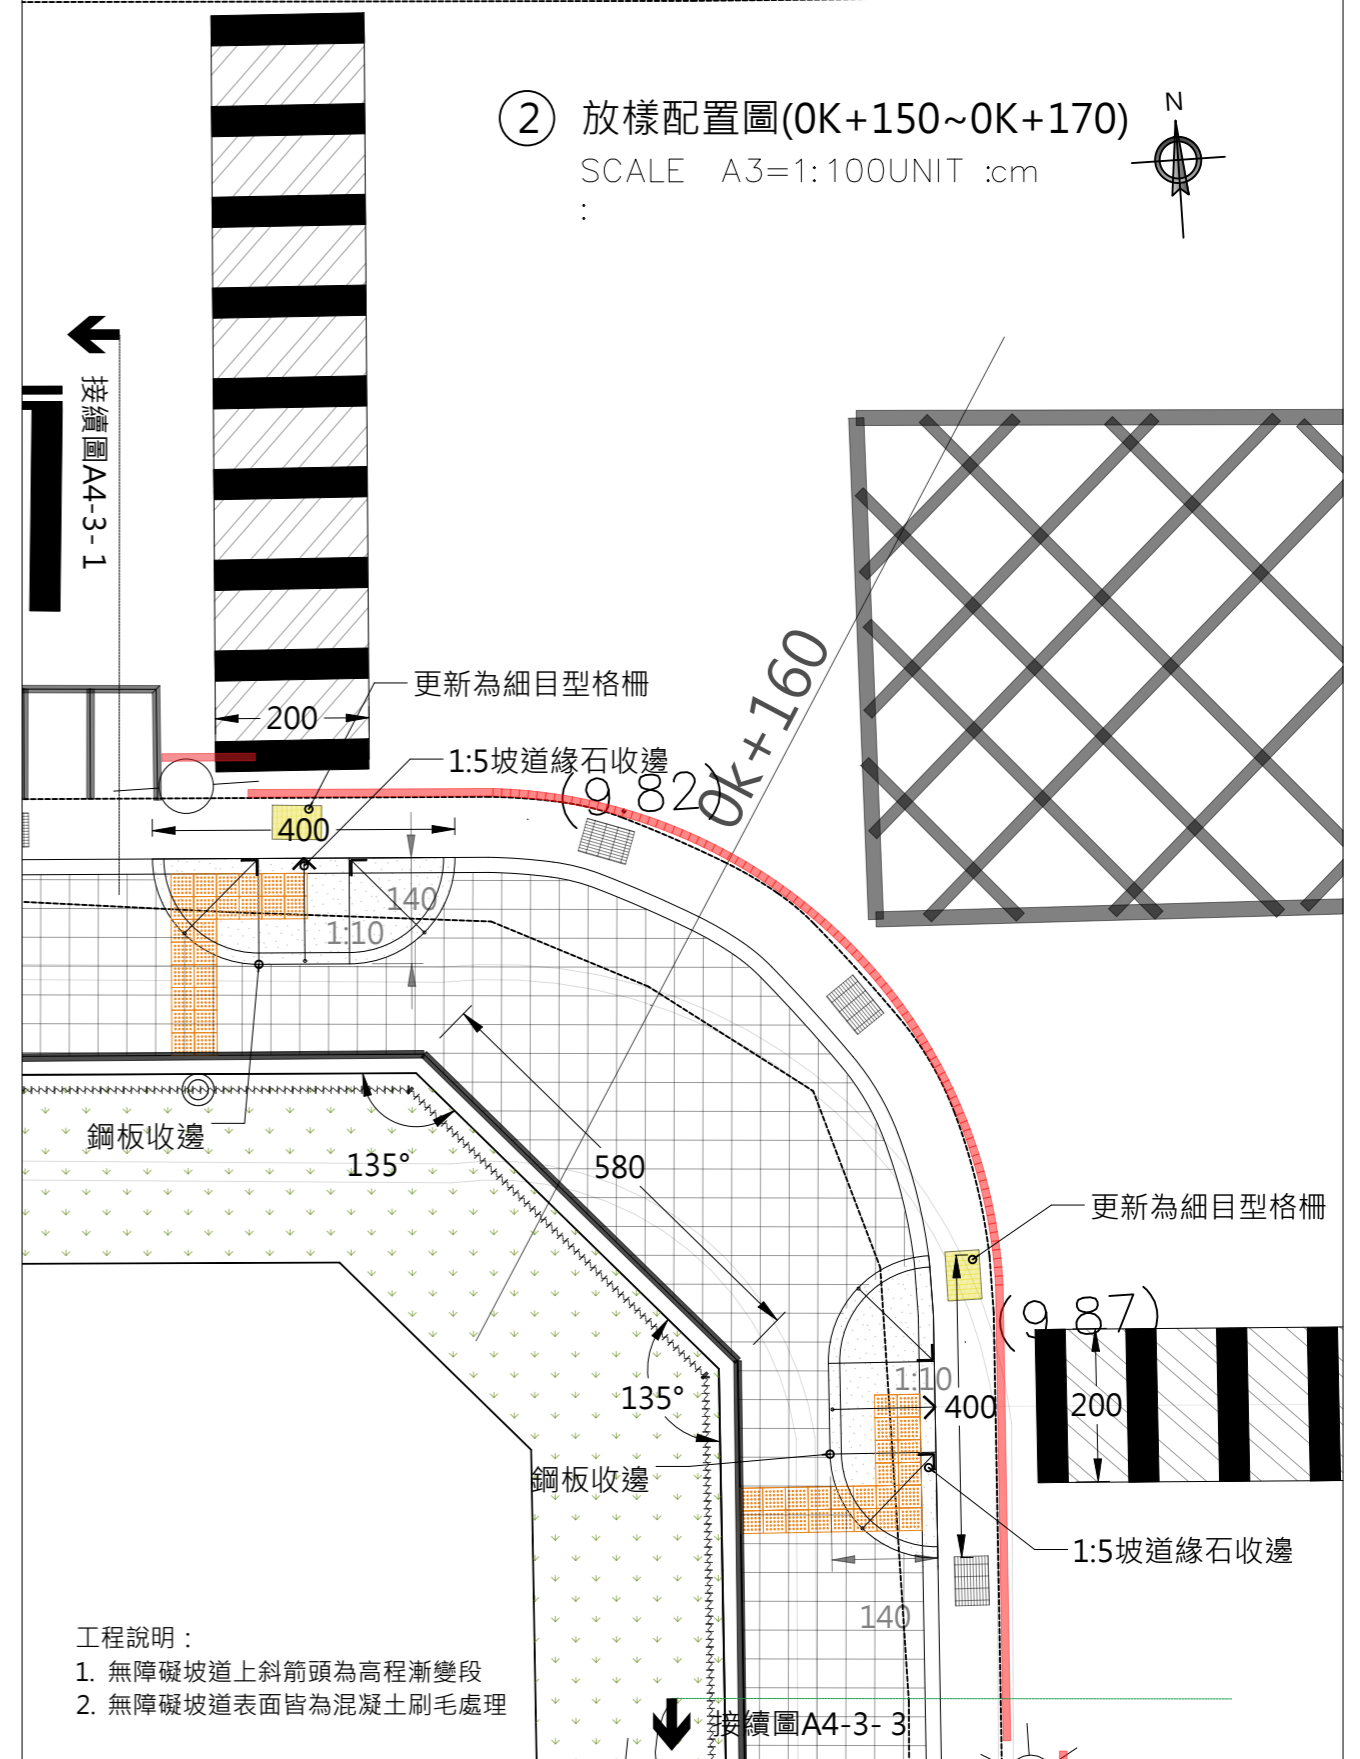 ② 放樣配置圖(0K+150~0K+170)
SCALE A3=1:100UNIT :cm
:
N
接續圖A4-3-1
更新為細目型格柵
200
1:5坡道緣石收邊
(9.82)
0K+160
400
140
1:10
鋼板收邊
135°
580
更新為細目型格柵
(9.87)
1:10
400
200
135°
鋼板收邊
1:5坡道緣石收邊
140
工程說明：
1. 無障礙坡道上斜箭頭為高程漸變段
2. 無障礙坡道表面皆為混凝土刷毛處理
接續圖A4-3-3